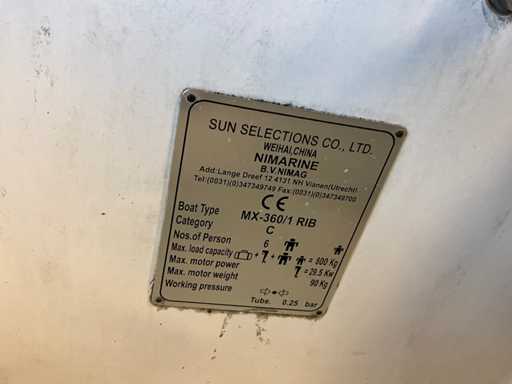 SUN SELECTIONS CO., LTD.
WEIHAI,CHINA
NIMARINE
B.V.NIMAG
Add:Lange Dreef 12 4131 NH Vianen(Utrecht)
Tel:(0031)(0)347349749 Fax:(0031)(0)347349700
CE
Boat Type MX-360/1 RIB
Category C
Nos.of Person 6
Max. load capacity + + = 800 Kg
Max. motor power = 29.5 Kw
Max. motor weight 90 Kg
Working pressure
Tube. 0.25 bar